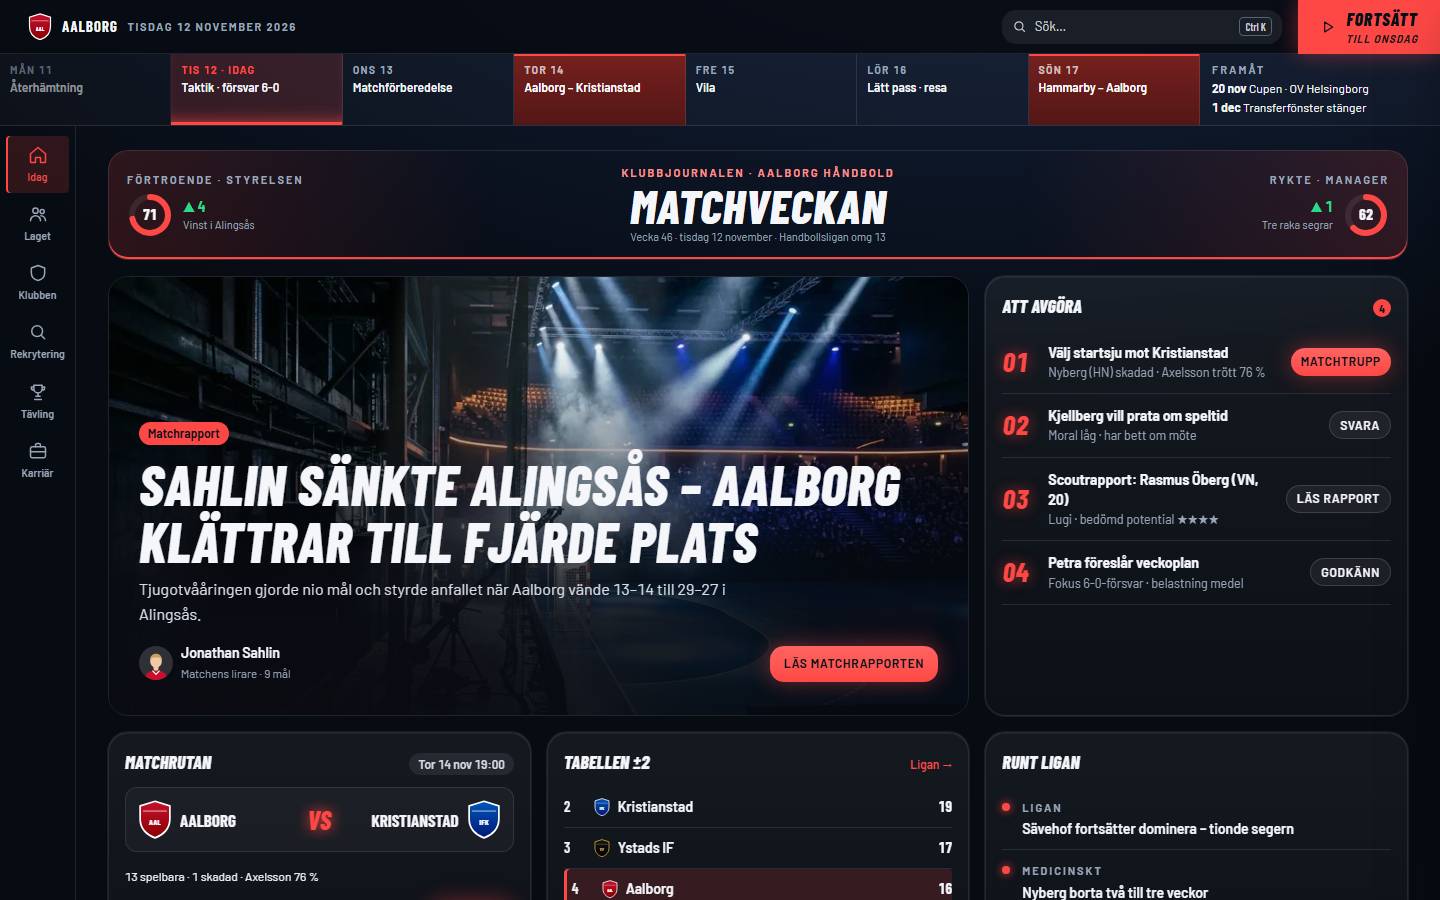 AAL
AALBORG TISDAG 12 NOVEMBER 2026
Sök...
Ctrl K
FORTSÄTT
TILL ONSDAG
MÅN 11
Återhämtning
TIS 12 · IDAG
Taktik · försvar 6-0
ONS 13
Matchförberedelse
TOR 14
Aalborg – Kristianstad
FRE 15
Vila
LÖR 16
Lätt pass · resa
SÖN 17
Hammarby – Aalborg
FRAMÅT
20 nov Cupen · OV Helsingborg
1 dec Transferfönster stänger
Idag
Laget
Klubben
Rekrytering
Tävling
Karriär
FÖRTROENDE · STYRELSEN
71
▲ 4
Vinst i Alingsås
KLUBBJOURNALEN · AALBORG HÅNDBOLD
MATCHVECKAN
Vecka 46 · tisdag 12 november · Handbollsligan omg 13
RYKTE · MANAGER
▲ 1
Tre raka segrar
62
Matchrapport
SAHLIN SÄNKTE ALINGSÅS – AALBORG
KLÄTTRAR TILL FJÄRDE PLATS
Tjugotvååringen gjorde nio mål och styrde anfallet när Aalborg vände 13–14 till 29–27 i
Alingsås.
Jonathan Sahlin
Matchens lirare · 9 mål
LÄS MATCHRAPPORTEN
ATT AVGÖRA
4
01
Välj startsju mot Kristianstad
Nyberg (HN) skadad · Axelsson trött 76 %
MATCHTRUPP
02
Kjellberg vill prata om speltid
Moral låg · har bett om möte
SVARA
03
Scoutrapport: Rasmus Öberg (VN,
20)
Lugi · bedömd potential ★★★★
LÄS RAPPORT
04
Petra föreslår veckoplan
Fokus 6-0-försvar · belastning medel
GODKÄNN
MATCHRUTAN
Tor 14 nov 19:00
AAL
AALBORG
VS
KRISTIANSTAD
IFK
13 spelbara · 1 skadad · Axelsson 76 %
TABELLEN ±2
Ligan →
2 Kristianstad 19
3 Ystads IF 17
4 Aalborg 16
RUNT LIGAN
LIGAN
Sävehof fortsätter dominera – tionde segern
MEDICINSKT
Nyberg borta två till tre veckor